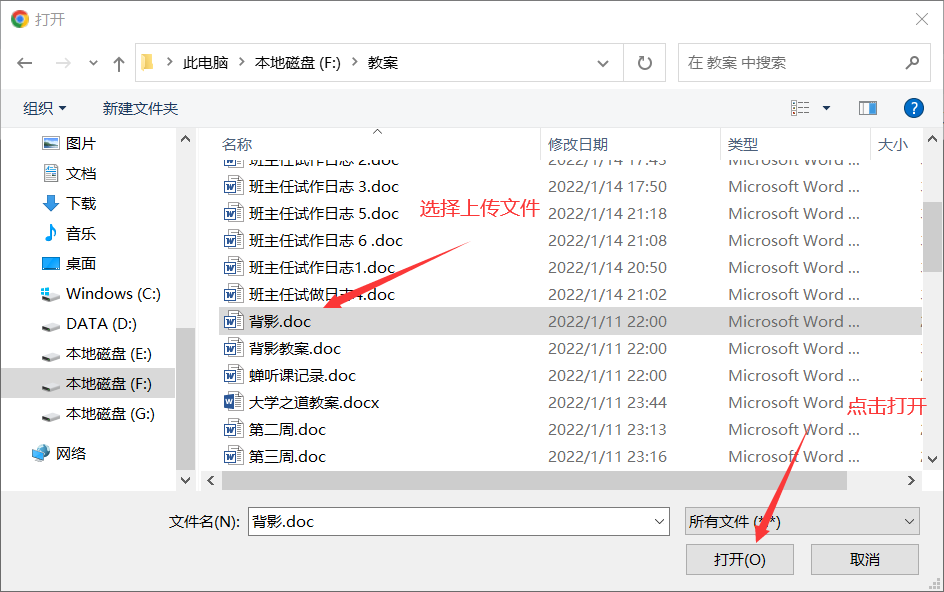 打开
此电脑 > 本地磁盘 (F:) > 教案
在 教案 中搜索
组织 新建文件夹
图片
文档
下载
音乐
桌面
Windows (C:)
DATA (D:)
本地磁盘 (E:)
本地磁盘 (F:)
本地磁盘 (G:)
网络
名称 修改日期 类型 大小
班主任试作日志 2.doc 2022/1/14 17:45 Microsoft Word ...
班主任试作日志 3.doc 2022/1/14 17:50 Microsoft Word ...
班主任试作日志 5.doc 2022/1/14 21:18 Microsoft Word ...
班主任试作日志 6 .doc 2022/1/14 21:08 Microsoft Word ...
班主任试作日志1.doc 2022/1/14 20:50 Microsoft Word ...
班主任试做日志4.doc 2022/1/14 21:02 Microsoft Word ...
背影.doc 2022/1/11 22:00 Microsoft Word ...
背影教案.doc 2022/1/11 22:00 Microsoft Word ...
蝉听课记录.doc 2022/1/11 22:00 Microsoft Word ...
大学之道教案.docx 2022/1/11 23:44 Microsoft Word ...
第二周.doc 2022/1/11 23:13 Microsoft Word ...
第三周.doc 2022/1/11 23:16 Microsoft Word ...
选择上传文件
点击打开
文件名(N): 背影.doc 所有文件 (*.*)
打开(O) 取消